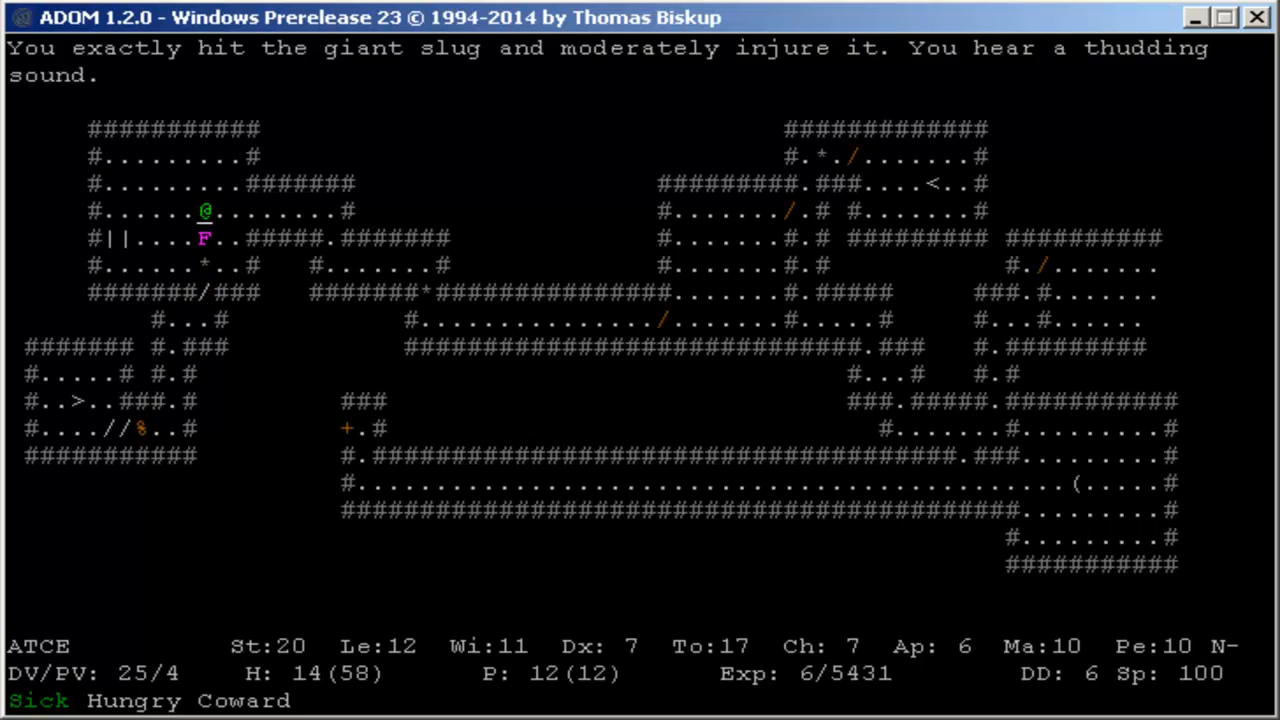 ADOM 1.2.0 - Windows Prerelease 23 © 1994-2014 by Thomas Biskup
You exactly hit the giant slug and moderately injure it. You hear a thudding
sound.
########### #############
#.........# #.*./.......#
#.........####### #########.###....<..#
#......@.........# #......./.# #.......#
#||....F..#####.####### #.......#.# ######### ##########
#......*..# #.......# #.......#.# #./.......
#######/### #######*###############.......#.##### ###.#.......
#...# #.............../.......#.....# #...#......
####### #.### #############################.### #.#########
#.....# #.# #...# #.#
#..>..###.# ### ###.#####.###########
#....//%..# +.# #.......#.........#
########### #.#####################################.###.........#
#.............................................(.....#
###########################################.........#
#.........#
###########
ATCE St:20 Le:12 Wi:11 Dx: 7 To:17 Ch: 7 Ap: 6 Ma:10 Pe:10 N-
DV/PV: 25/4 H: 14(58) P: 12(12) Exp: 6/5431 DD: 6 Sp: 100
Sick Hungry Coward